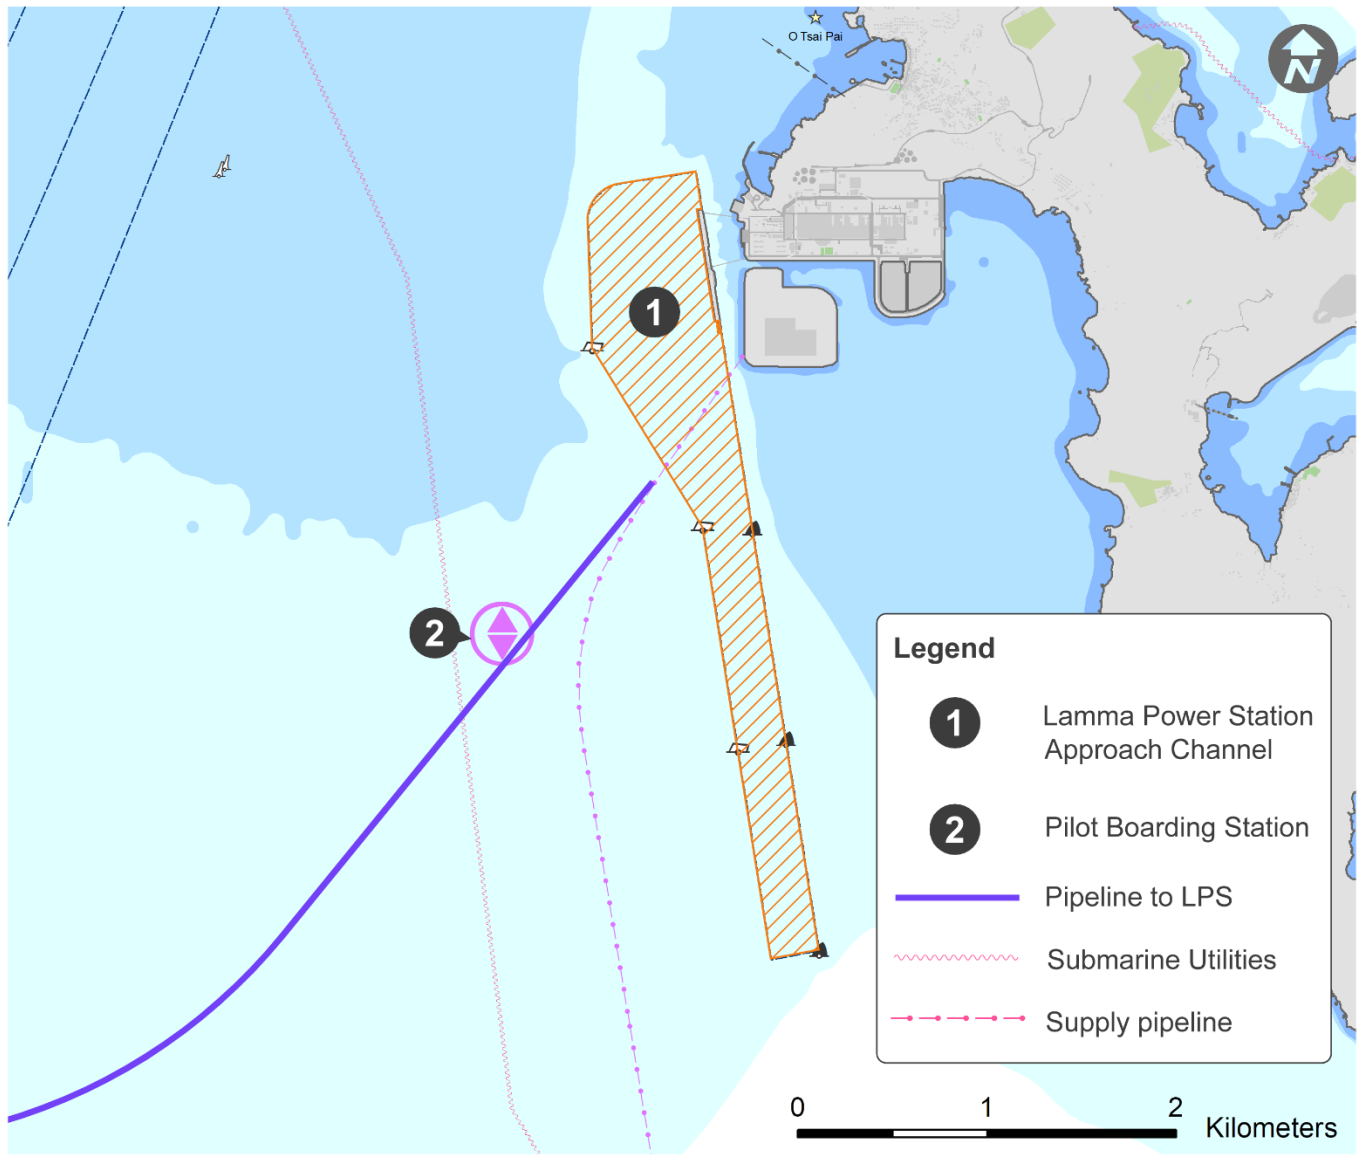 O Tsai Pai
N
1
2
Legend
1 Lamma Power Station
Approach Channel
2 Pilot Boarding Station
Pipeline to LPS
Submarine Utilities
Supply pipeline
0 1 2
Kilometers